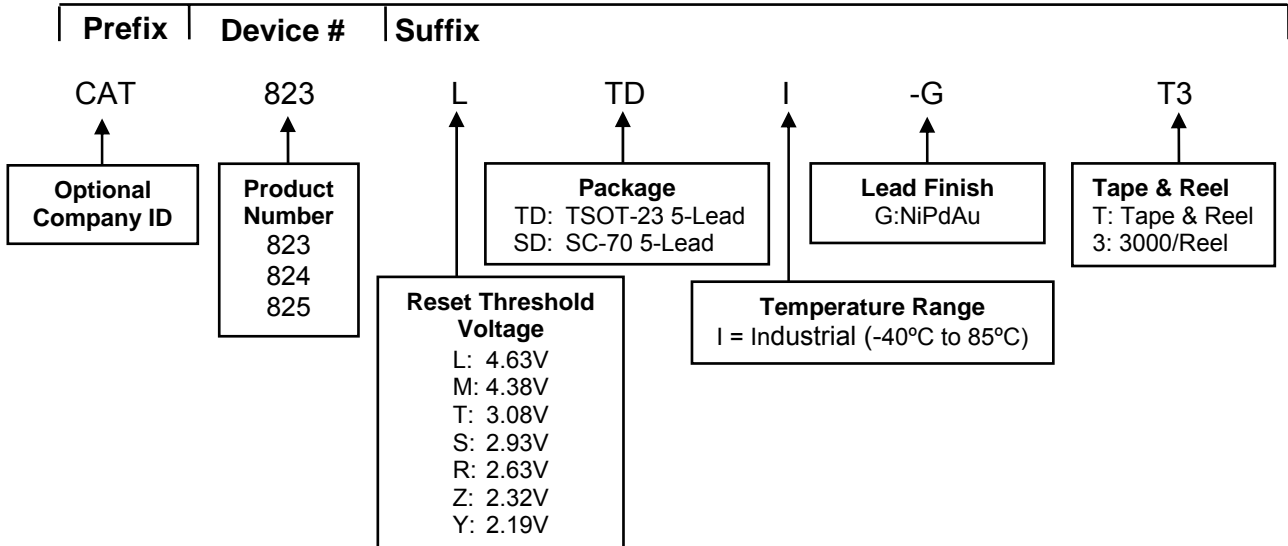 Prefix Device # Suffix
CAT 823 L TD I -G T3
Optional
Company ID
Product
Number
823
824
825
Reset Threshold
Voltage
L: 4.63V
M: 4.38V
T: 3.08V
S: 2.93V
R: 2.63V
Z: 2.32V
Y: 2.19V
Package
TD: TSOT-23 5-Lead
SD: SC-70 5-Lead
Temperature Range
I = Industrial (-40ºC to 85ºC)
Lead Finish
G:NiPdAu
Tape & Reel
T: Tape & Reel
3: 3000/Reel